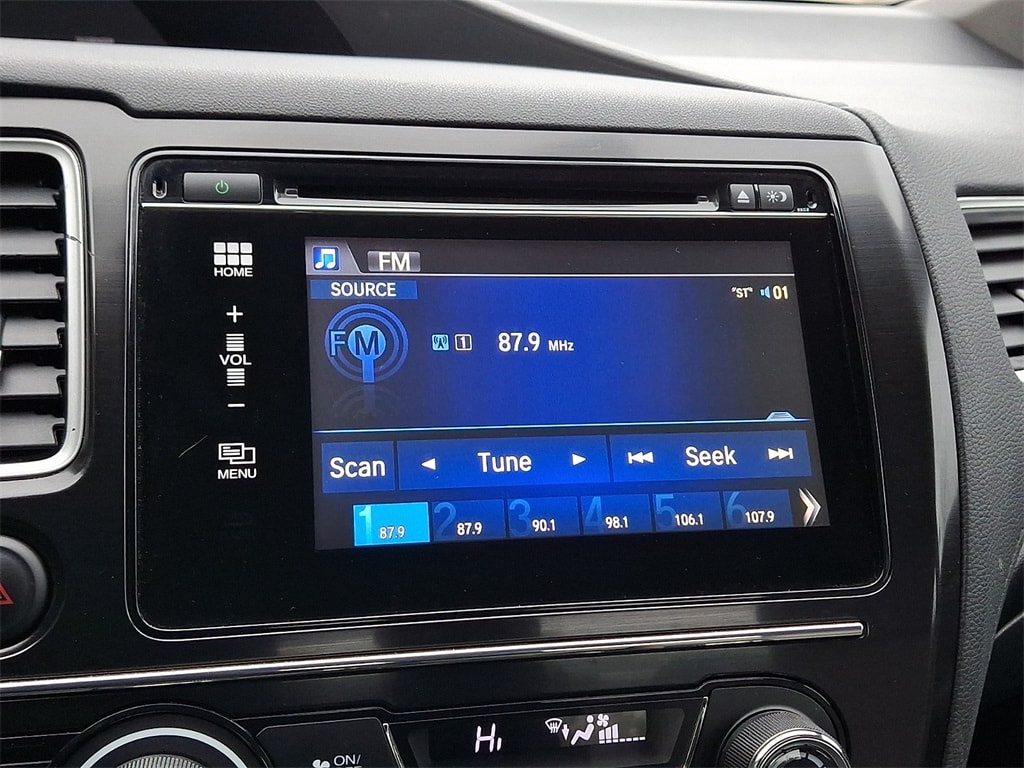 HOME
+
VOL
−
MENU
FM
SOURCE
"ST" 01
FM
1 87.9 MHz
Scan Tune Seek
1 2 3 4 5 6
87.9 87.9 90.1 98.1 106.1 107.9
Hi
ON/